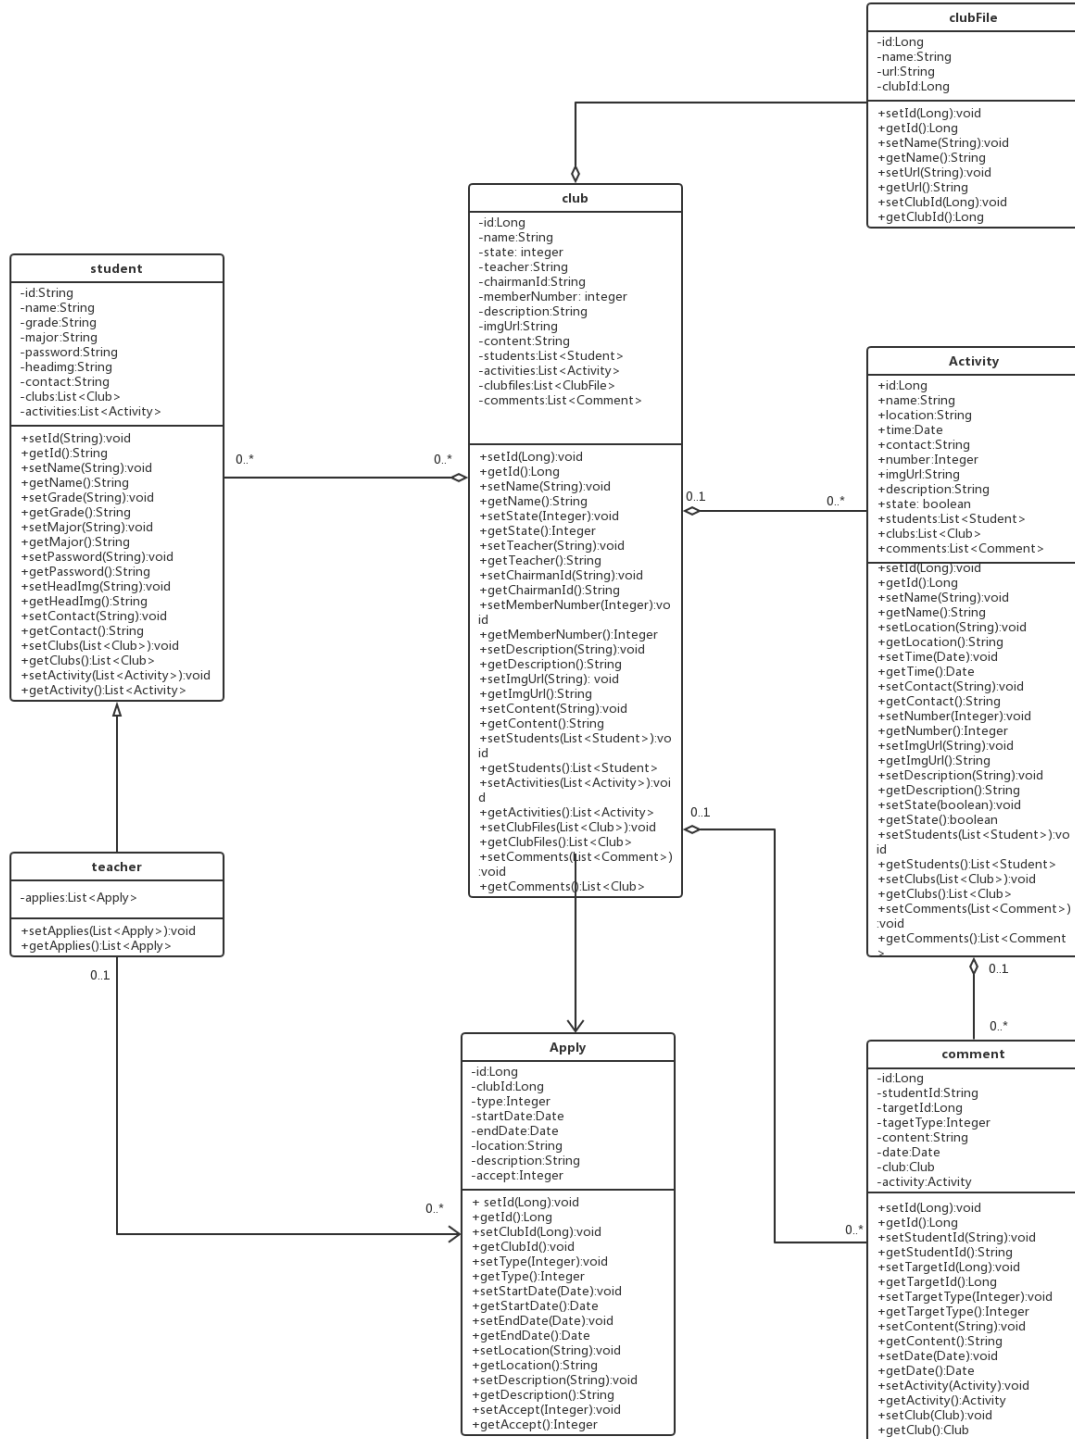 clubFile
-id:Long
-name:String
-url:String
-clubId:Long
+setId(Long):void
+getId():Long
+setName(String):void
+getName():String
+setUrl(String):void
+getUrl():String
+setClubId(Long):void
+getClubId():Long
club
-id:Long
-name:String
-state: integer
-teacher:String
-chairmanId:String
-memberNumber: integer
-description:String
-imgUrl:String
-content:String
-students:List<Student>
-activities:List<Activity>
-clubfiles:List<ClubFile>
-comments:List<Comment>
+setId(Long):void
+getId():Long
+setName(String):void
+getName():String
+setState(Integer):void
+getState():Integer
+setTeacher(String):void
+getTeacher():String
+setChairmanId(String):void
+getChairmanId():String
+setMemberNumber(Integer):vo
id
+getMemberNumber():Integer
+setDescription(String):void
+getDescription():String
+setImgUrl(String): void
+getImgUrl():String
+setContent(String):void
+getContent():String
+setStudents(List<Student>):vo
id
+getStudents():List<Student>
+setActivities(List<Activity>):voi
d
+getActivities():List<Activity>
+setClubFiles(List<Club>):void
+getClubFiles():List<Club>
+setComments(List<Comment>)
:void
+getComments():List<Club>
student
-id:String
-name:String
-grade:String
-major:String
-password:String
-headimg:String
-contact:String
-clubs:List<Club>
-activities:List<Activity>
+setId(String):void
+getId():String
+setName(String):void
+getName():String
+setGrade(String):void
+getGrade():String
+setMajor(String):void
+getMajor():String
+setPassword(String):void
+getPassword():String
+setHeadImg(String):void
+getHeadImg():String
+setContact(String):void
+getContact():String
+setClubs(List<Club>):void
+getClubs():List<Club>
+setActivity(List<Activity>):void
+getActivity():List<Activity>
0..*
0..*
0..1
0..*
Activity
+id:Long
+name:String
+location:String
+time:Date
+contact:String
+number:Integer
+imgUrl:String
+description:String
+state: boolean
+students:List<Student>
+clubs:List<Club>
+comments:List<Comment>
+setId(Long):void
+getId():Long
+setName(String):void
+getName():String
+setLocation(String):void
+getLocation():String
+setTime(Date):void
+getTime():Date
+setContact(String):void
+getContact():String
+setNumber(Integer):void
+getNumber():Integer
+setImgUrl(String):void
+getImgUrl():String
+setDescription(String):void
+getDescription():String
+setState(boolean):void
+getState():boolean
+setStudents(List<Student>):vo
id
+getStudents():List<Student>
+setClubs(List<Club>):void
+getClubs():List<Club>
+setComments(List<Comment>)
:void
+getComments():List<Comment
>
0..1
teacher
-applies:List<Apply>
+setApplies(List<Apply>):void
+getApplies():List<Apply>
0..1
0..1
0..*
Apply
-id:Long
-clubId:Long
-type:Integer
-startDate:Date
-endDate:Date
-location:String
-description:String
-accept:Integer
+ setId(Long):void
+getId():Long
+setClubId(Long):void
+getClubId():void
+setType(Integer):void
+getType():Integer
+setStartDate(Date):void
+getStartDate():Date
+setEndDate(Date):void
+getEndDate():Date
+setLocation(String):void
+getLocation():String
+setDescription(String):void
+getDescription():String
+setAccept(Integer):void
+getAccept():Integer
0..*
0..*
comment
-id:Long
-studentId:String
-targetId:Long
-tagetType:Integer
-content:String
-date:Date
-club:Club
-activity:Activity
+setId(Long):void
+getId():Long
+setStudentId(String):void
+getStudentId():String
+setTargetId(Long):void
+getTargetId():Long
+setTargetType(Integer):void
+getTargetType():Integer
+setContent(String):void
+getContent():String
+setDate(Date):void
+getDate():Date
+setActivity(Activity):void
+getActivity():Activity
+setClub(Club):void
+getClub():Club